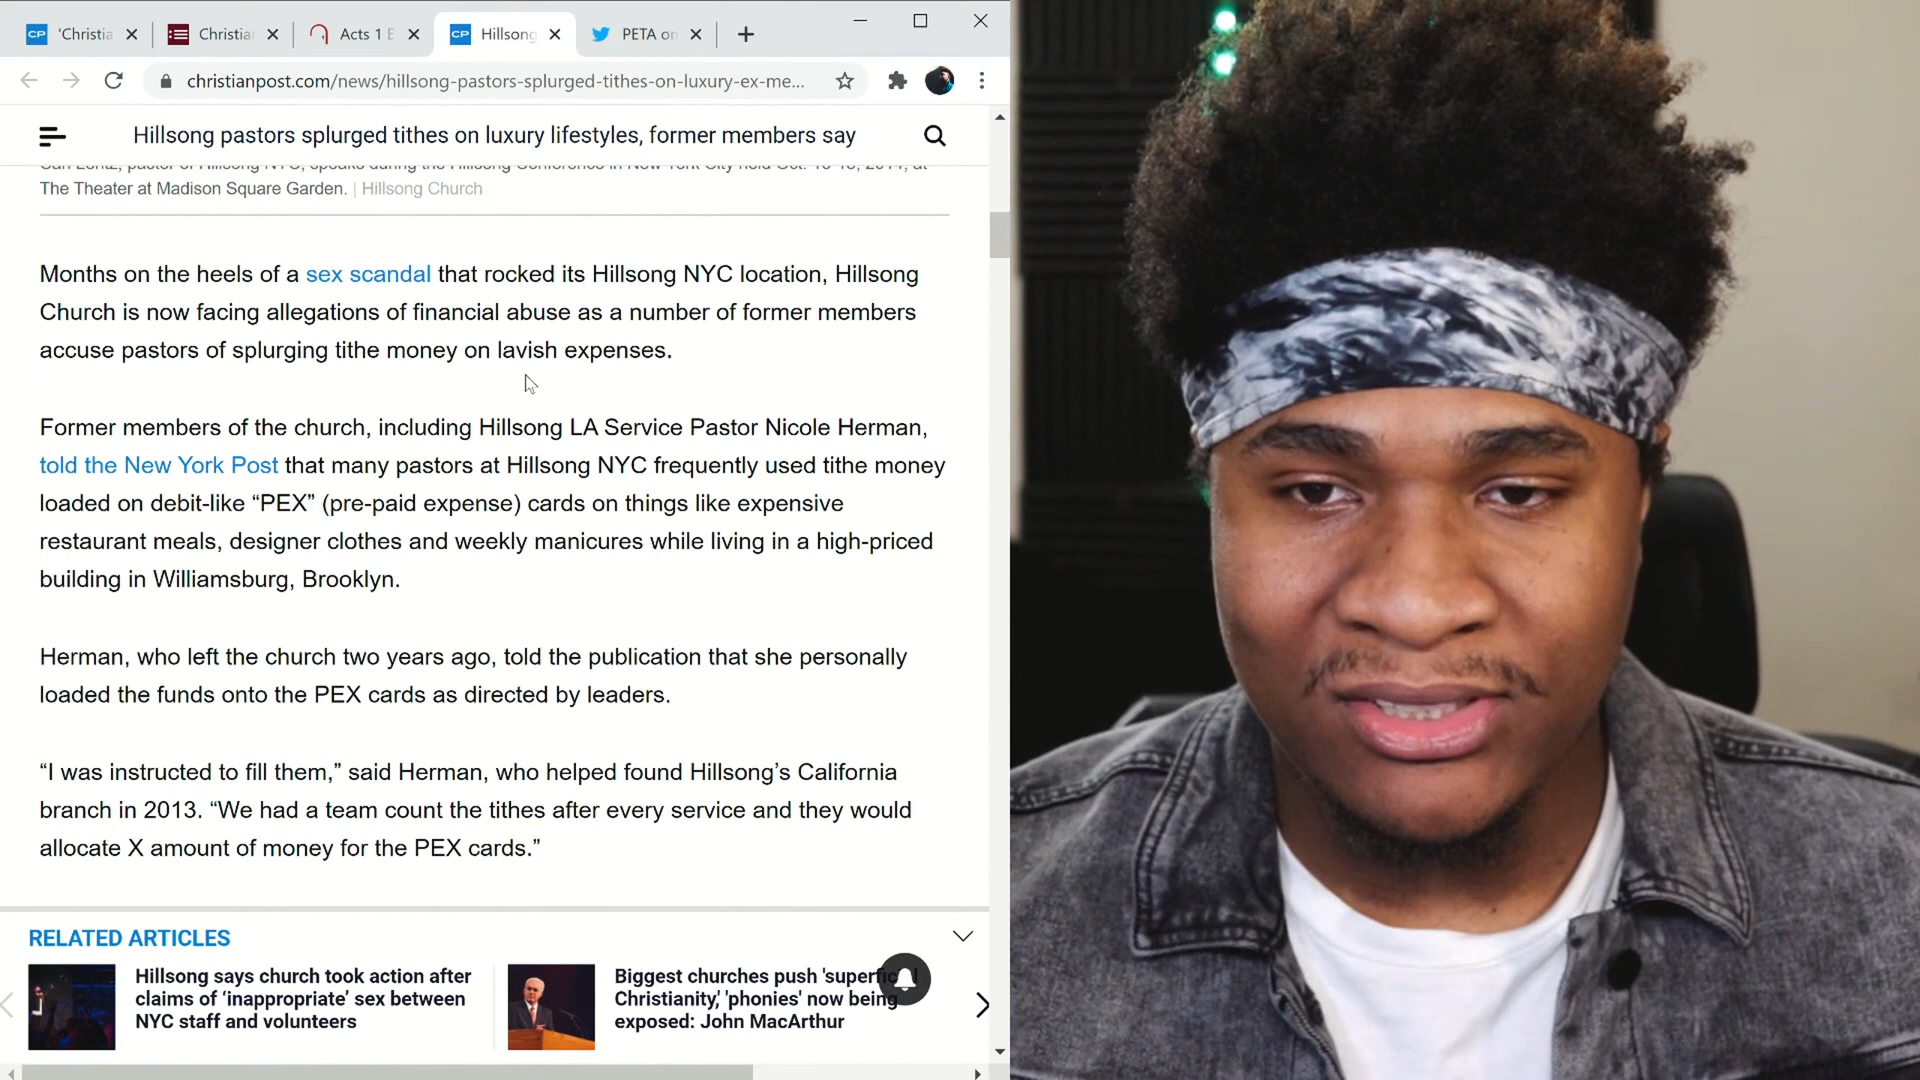 'Christia
Christia
Acts 1 E
Hillsong
PETA on
christianpost.com/news/hillsong-pastors-splurged-tithes-on-luxury-ex-me...
Hillsong pastors splurged tithes on luxury lifestyles, former members say
The Theater at Madison Square Garden. | Hillsong Church
Months on the heels of a sex scandal that rocked its Hillsong NYC location, Hillsong
Church is now facing allegations of financial abuse as a number of former members
accuse pastors of splurging tithe money on lavish expenses.
Former members of the church, including Hillsong LA Service Pastor Nicole Herman,
told the New York Post that many pastors at Hillsong NYC frequently used tithe money
loaded on debit-like “PEX” (pre-paid expense) cards on things like expensive
restaurant meals, designer clothes and weekly manicures while living in a high-priced
building in Williamsburg, Brooklyn.
Herman, who left the church two years ago, told the publication that she personally
loaded the funds onto the PEX cards as directed by leaders.
“I was instructed to fill them,” said Herman, who helped found Hillsong’s California
branch in 2013. “We had a team count the tithes after every service and they would
allocate X amount of money for the PEX cards.”
RELATED ARTICLES
Hillsong says church took action after
claims of ‘inappropriate’ sex between
NYC staff and volunteers
Biggest churches push 'superfic l
Christianity,' 'phonies' now being
exposed: John MacArthur